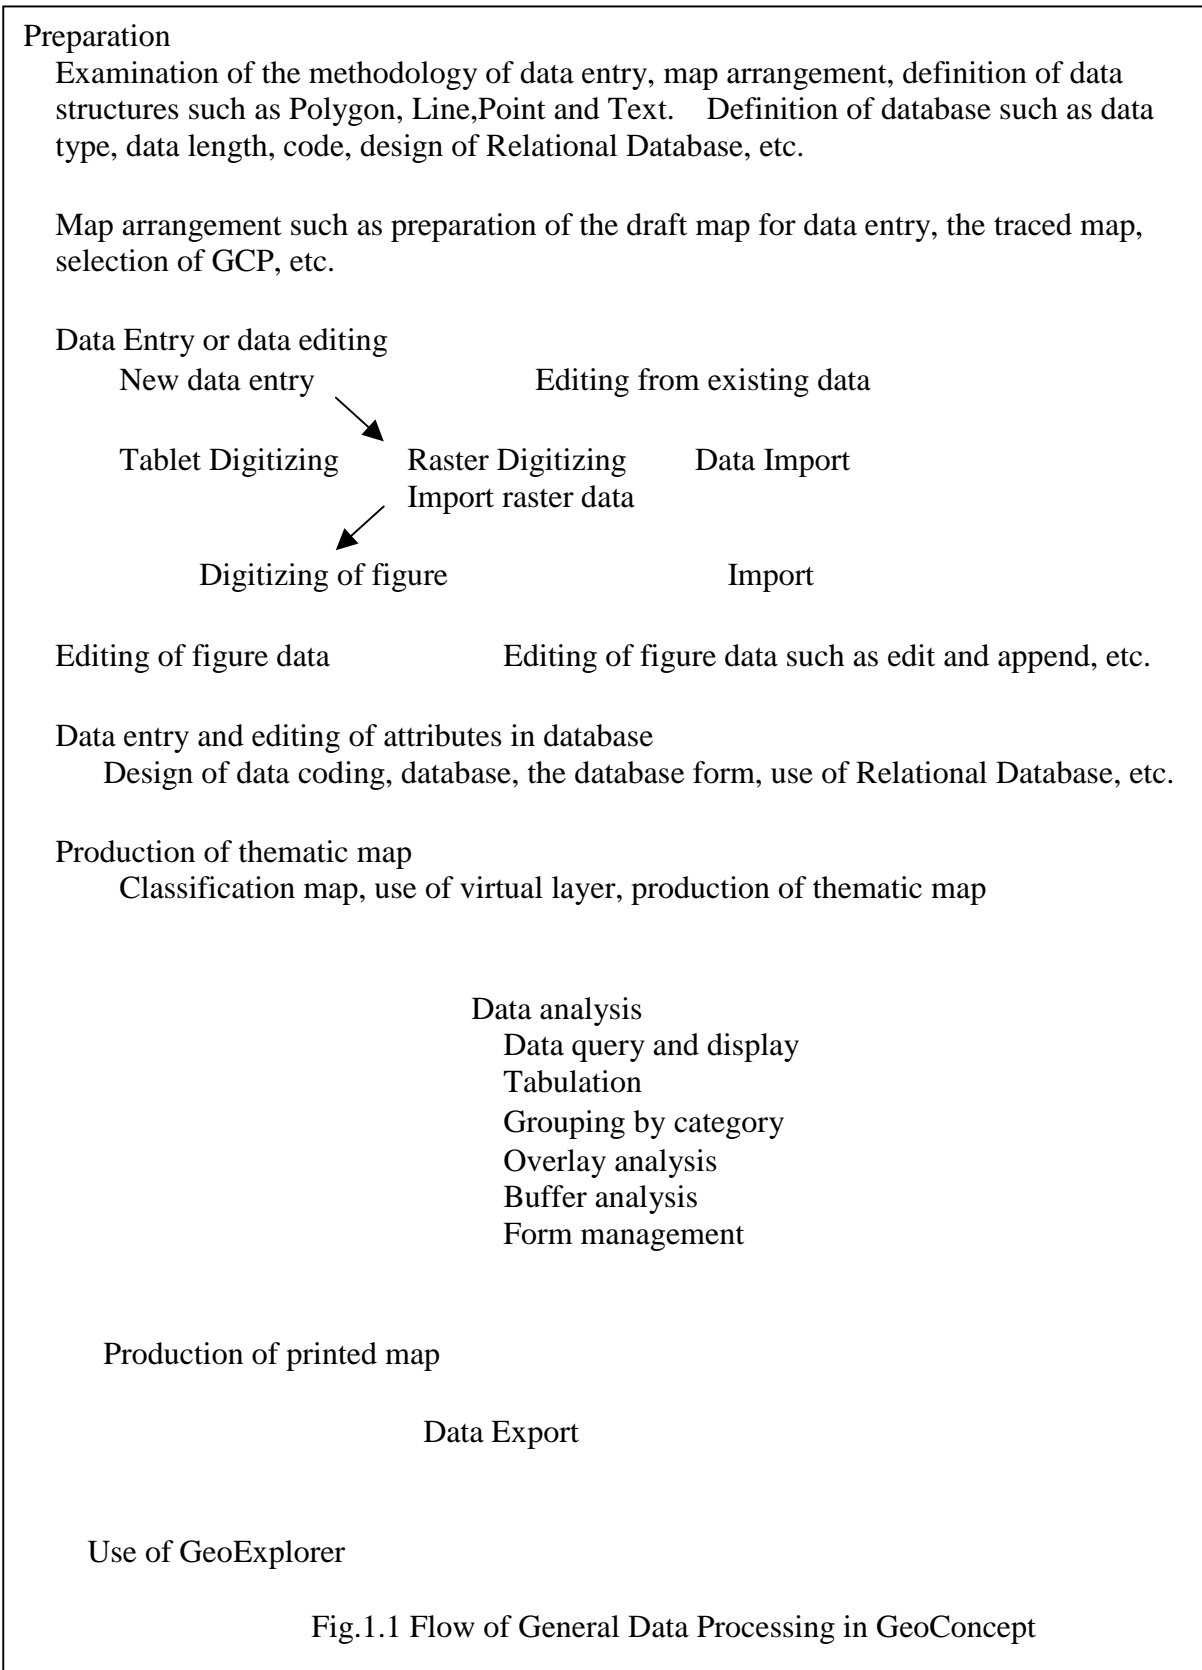 Preparation
Examination of the methodology of data entry, map arrangement, definition of data
structures such as Polygon, Line,Point and Text. Definition of database such as data
type, data length, code, design of Relational Database, etc.
Map arrangement such as preparation of the draft map for data entry, the traced map,
selection of GCP, etc.
Data Entry or data editing
New data entry Editing from existing data
Tablet Digitizing Raster Digitizing Data Import
Import raster data
Digitizing of figure Import
Editing of figure data Editing of figure data such as edit and append, etc.
Data entry and editing of attributes in database
Design of data coding, database, the database form, use of Relational Database, etc.
Production of thematic map
Classification map, use of virtual layer, production of thematic map
Data analysis
Data query and display
Tabulation
Grouping by category
Overlay analysis
Buffer analysis
Form management
Production of printed map
Data Export
Use of GeoExplorer
Fig.1.1 Flow of General Data Processing in GeoConcept